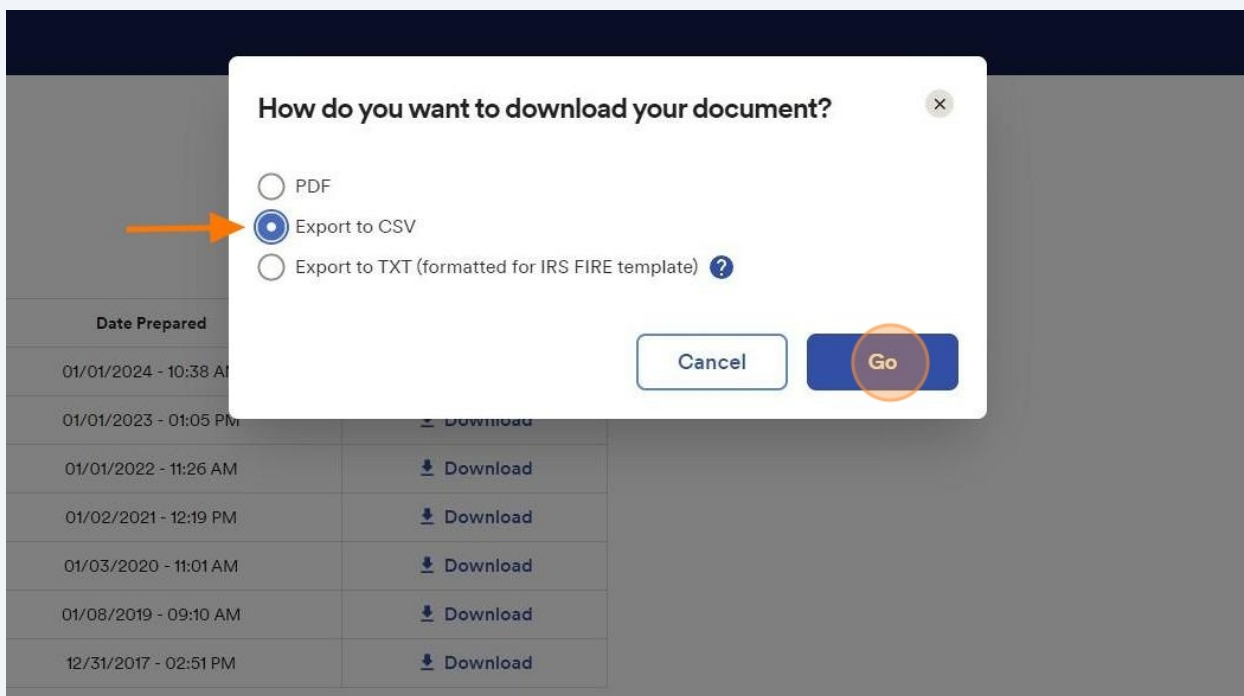 How do you want to download your document?
PDF
Export to CSV
Export to TXT (formatted for IRS FIRE template) ?
Cancel Go
Date Prepared
01/01/2024 - 10:38 A
01/01/2023 - 01:05 PM Download
01/01/2022 - 11:26 AM Download
01/02/2021 - 12:19 PM Download
01/03/2020 - 11:01 AM Download
01/08/2019 - 09:10 AM Download
12/31/2017 - 02:51 PM Download